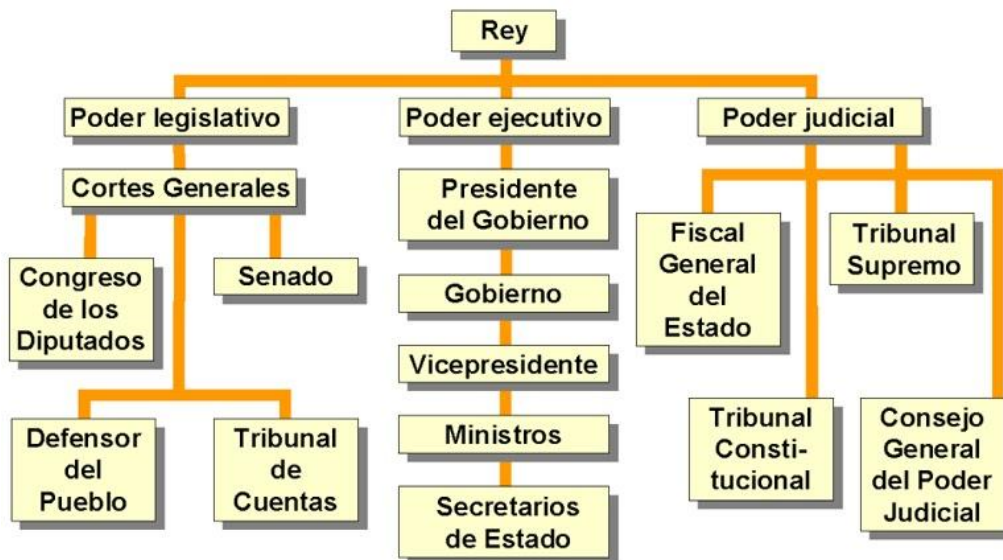 Rey
Poder legislativo
Poder ejecutivo
Poder judicial
Cortes Generales
Congreso
de los
Diputados
Senado
Defensor
del
Pueblo
Tribunal
de
Cuentas
Presidente
del Gobierno
Gobierno
Vicepresidente
Ministros
Secretarios
de Estado
Fiscal
General
del
Estado
Tribunal
Supremo
Tribunal
Consti-
tucional
Consejo
General
del Poder
Judicial